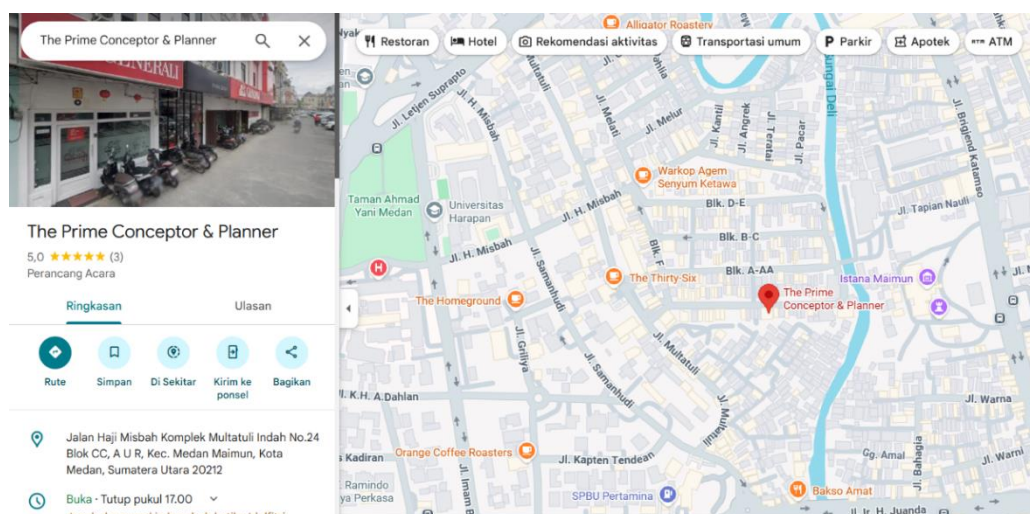 The Prime Conceptor & Planner
GENERALI
The Prime Conceptor & Planner
5,0 (3)
Perancang Acara
Ringkasan
Ulasan
Rute
Simpan
Di Sekitar
Kirim ke
ponsel
Bagikan
Jalan Haji Misbah Komplek Multatuli Indah No.24
Blok CC, A U R, Kec. Medan Maimun, Kota
Medan, Sumatera Utara 20212
Buka · Tutup pukul 17.00
Restoran
Hotel
Rekomendasi aktivitas
Transportasi umum
P Parkir
Apotek
ATM
Alligator Roastery
Jl. Letjen Suprapto
Jl. H. Misbah
Multatuli
Jl. Melati
Jl. Melur
Jl. Kantil
Jl. Angrek
Jl. Teratai
Jl. Pacar
Sungai Deli
Jl. Brigjend Katamso
Warkop Agem
Senyum Ketawa
Taman Ahmad
Yani Medan
Universitas
Harapan
Jl. H. Misbah
Blk. D-E
Jl. Tapian Nauli
Jl. H. Misbah
Blk. B-C
Blk. F
Blk. A-AA
H
Jl. Samanhudi
The Thirty-Six
Istana Maimun
The Prime
Conceptor & Planner
The Homeground
Jl. Griliya
Jl. Multatuli
Jl. Samanhudi
Jl. K.H. A.Dahlan
Jl. Warna
Jl. Multatuli
Orange Coffee Roasters
Jl. Kapten Tendean
Gg. Amal
Jl. Bahagia
Jl. Warni
s Kadiran
Ramindo
ya Perkasa
Jl. Imam B
SPBU Pertamina
Bakso Amat
Jl. Ir. H. Juanda